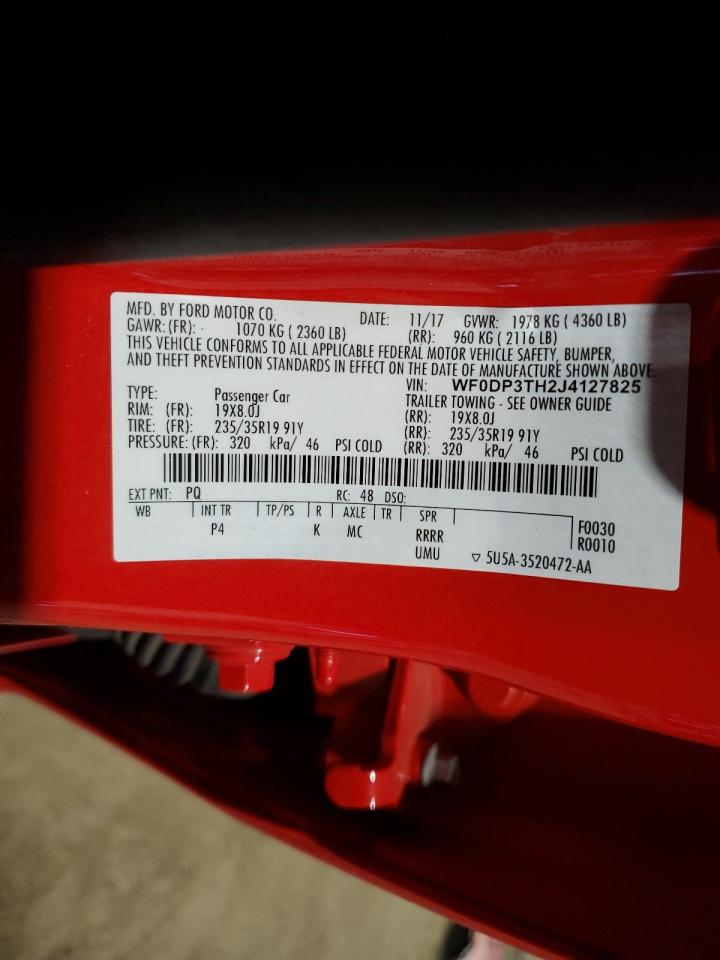 MFD. BY FORD MOTOR CO. DATE: 11/17 GVWR: 1978 KG ( 4360 LB)
GAWR: (FR): - 1070 KG ( 2360 LB) (RR): 960 KG ( 2116 LB)
THIS VEHICLE CONFORMS TO ALL APPLICABLE FEDERAL MOTOR VEHICLE SAFETY, BUMPER,
AND THEFT PREVENTION STANDARDS IN EFFECT ON THE DATE OF MANUFACTURE SHOWN ABOVE.
VIN: WF0DP3TH2J4127825
TYPE: Passenger Car TRAILER TOWING - SEE OWNER GUIDE
RIM: (FR): 19X8.0J (RR): 19X8.0J
TIRE: (FR): 235/35R19 91Y (RR): 235/35R19 91Y
PRESSURE: (FR): 320 kPa/ 46 PSI COLD (RR): 320 kPa/ 46 PSI COLD
EXT PNT: PQ RC: 48 DSO:
WB INT TR TP/PS R AXLE TR SPR
P4 K MC RRRR F0030
UMU R0010
▽ 5U5A-3520472-AA